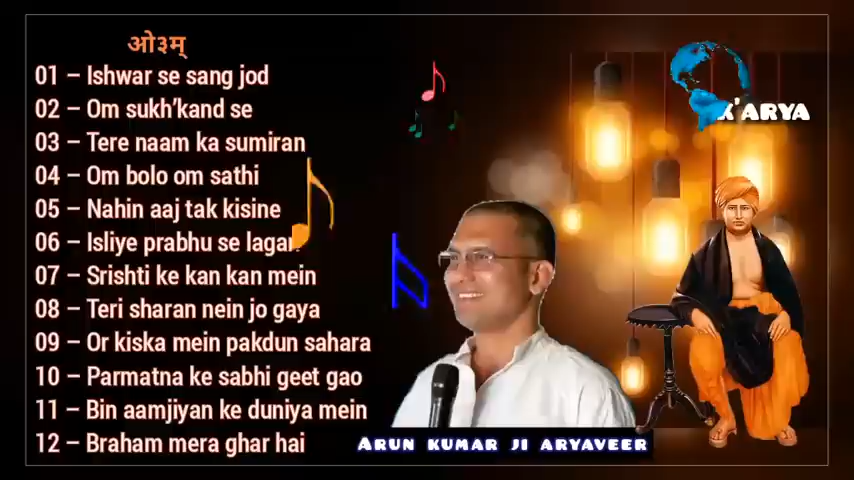 ओ३म्
01 – Ishwar se sang jod
02 – Om sukh'kand se
03 – Tere naam ka sumiran
04 – Om bolo om sathi
05 – Nahin aaj tak kisine
06 – Isliye prabhu se lagan
07 – Srishti ke kan kan mein
08 – Teri sharan nein jo gaya
09 – Or kiska mein pakdun sahara
10 – Parmatna ke sabhi geet gao
11 – Bin aamjiyan ke duniya mein
12 – Braham mera ghar hai
K'ARYA
ARUN KUMAR JI ARYAVEER